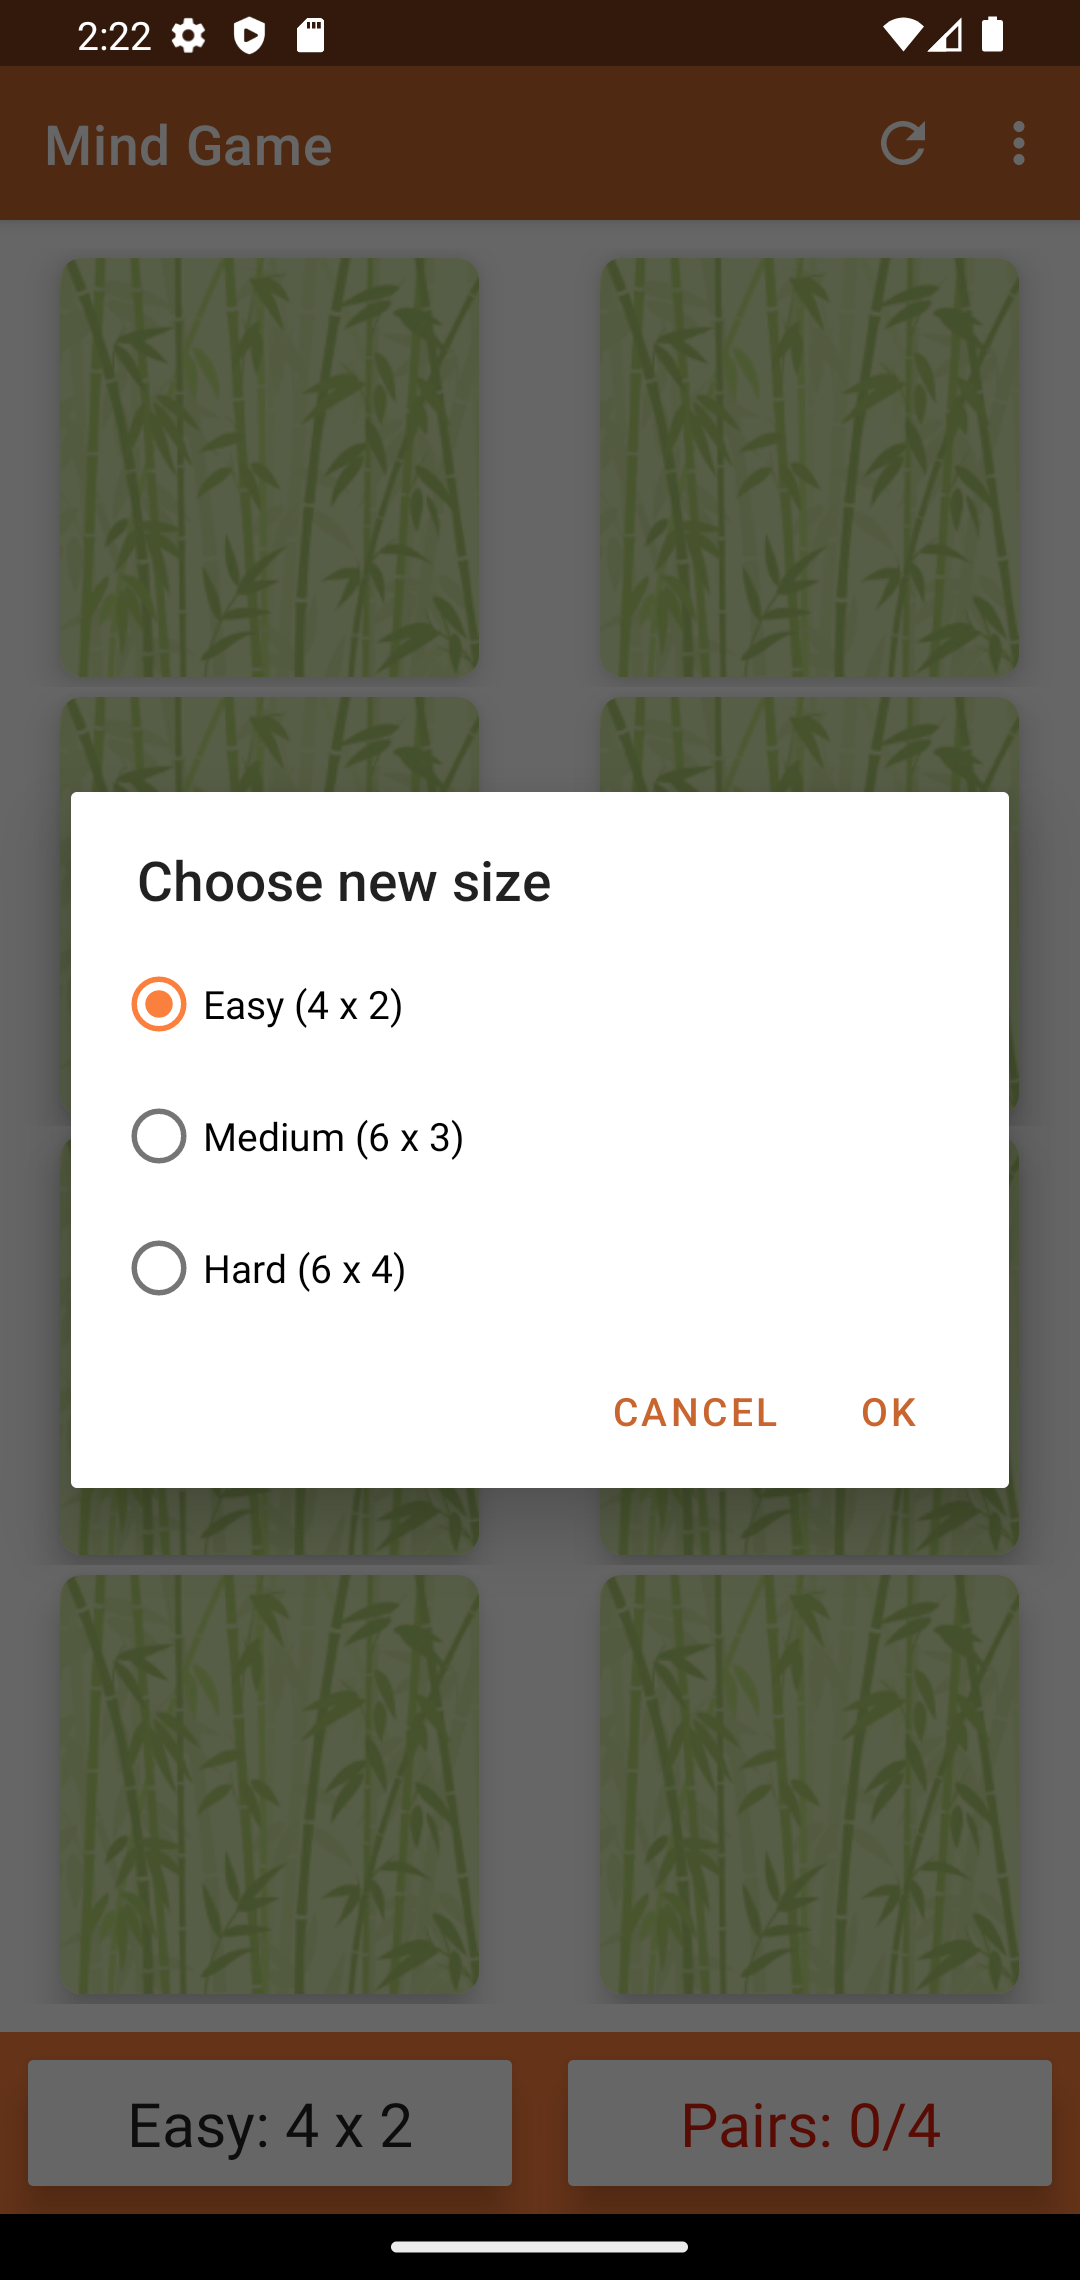 2:22
Mind Game
Choose new size
Easy (4 x 2)
Medium (6 x 3)
Hard (6 x 4)
CANCEL OK
Easy: 4 x 2
Pairs: 0/4